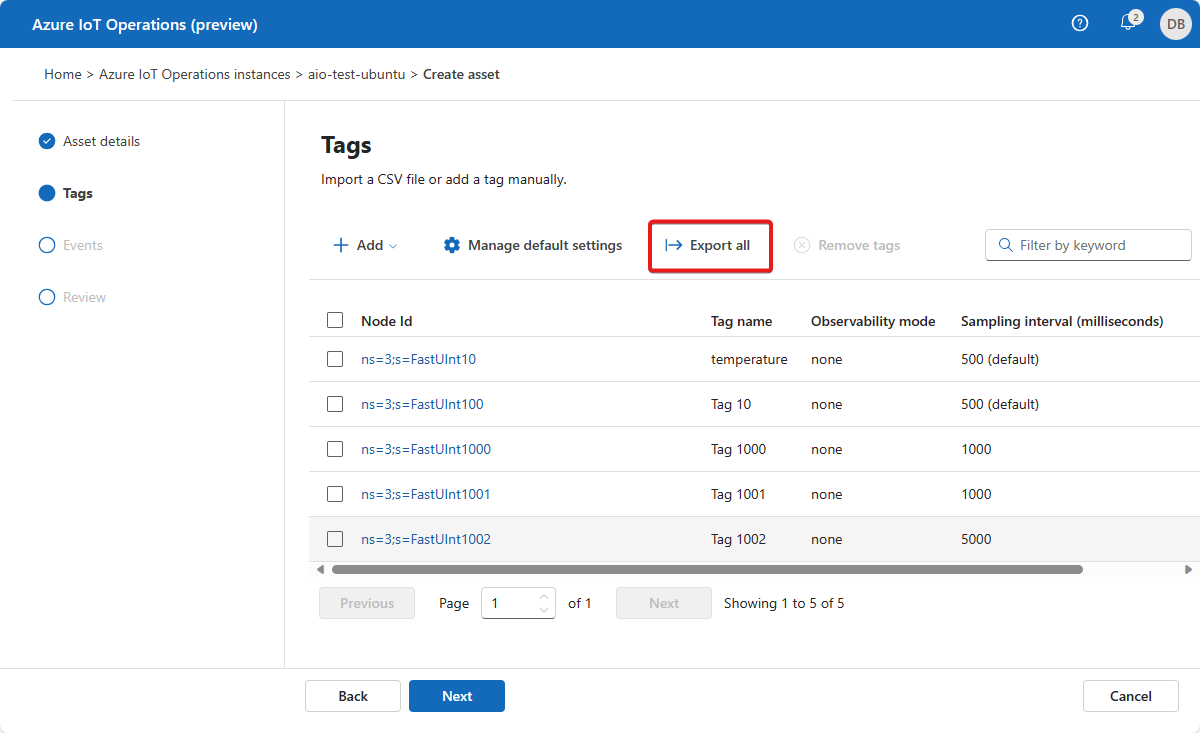 Azure IoT Operations (preview)
2
DB
Home > Azure IoT Operations instances > aio-test-ubuntu > Create asset
Asset details
Tags
Events
Review
Tags
Import a CSV file or add a tag manually.
Add
Manage default settings
Export all
Remove tags
Filter by keyword
Node Id Tag name Observability mode Sampling interval (milliseconds)
ns=3;s=FastUInt10 temperature none 500 (default)
ns=3;s=FastUInt100 Tag 10 none 500 (default)
ns=3;s=FastUInt1000 Tag 1000 none 1000
ns=3;s=FastUInt1001 Tag 1001 none 1000
ns=3;s=FastUInt1002 Tag 1002 none 5000
Previous Page 1 of 1 Next Showing 1 to 5 of 5
Back Next Cancel